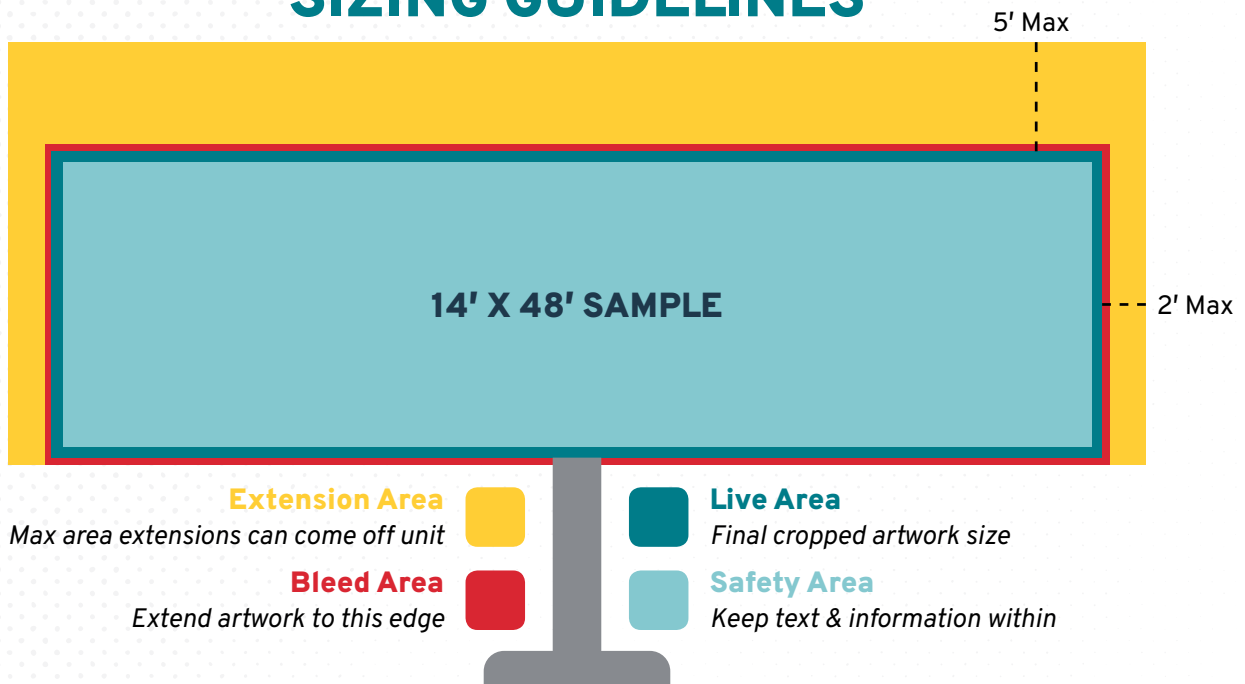 SIZING GUIDELINES
5' Max
14' X 48' SAMPLE
2' Max
Extension Area
Max area extensions can come off unit
Bleed Area
Extend artwork to this edge
Live Area
Final cropped artwork size
Safety Area
Keep text & information within